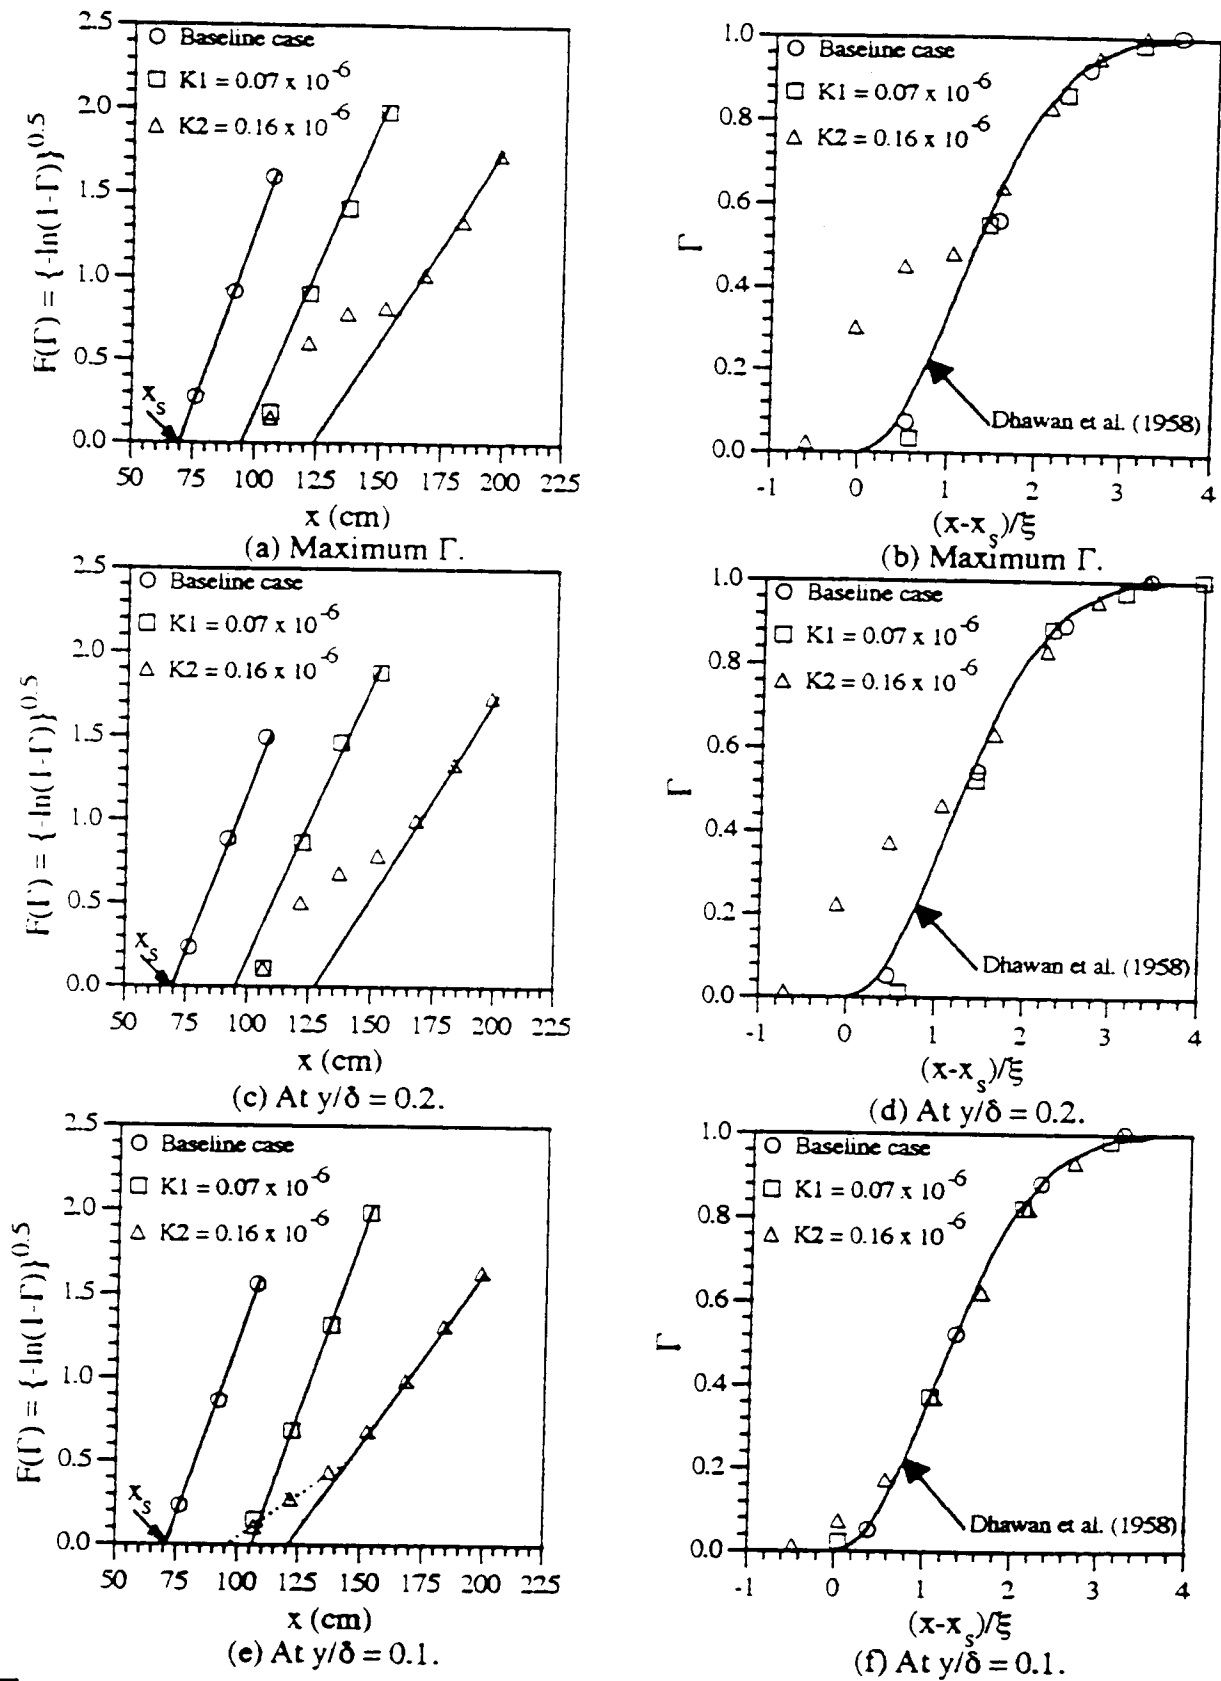 2.5
2.0
1.5
1.0
0.5
0.0
F(Γ) = {-ln(1-Γ)}^0.5
○ Baseline case
□ K1 = 0.07 x 10^-6
△ K2 = 0.16 x 10^-6
x_s
50 75 100 125 150 175 200 225
x (cm)
(a) Maximum Γ.
1.0
0.8
0.6
0.4
0.2
0.0
Γ
○ Baseline case
□ K1 = 0.07 x 10^-6
△ K2 = 0.16 x 10^-6
Dhawan et al. (1958)
-1 0 1 2 3 4
(x-x_s)/ξ
(b) Maximum Γ.
2.5
2.0
1.5
1.0
0.5
0.0
F(Γ) = {-ln(1-Γ)}^0.5
○ Baseline case
□ K1 = 0.07 x 10^-6
△ K2 = 0.16 x 10^-6
x_s
50 75 100 125 150 175 200 225
x (cm)
(c) At y/δ = 0.2.
1.0
0.8
0.6
0.4
0.2
0.0
Γ
○ Baseline case
□ K1 = 0.07 x 10^-6
△ K2 = 0.16 x 10^-6
Dhawan et al. (1958)
-1 0 1 2 3 4
(x-x_s)/ξ
(d) At y/δ = 0.2.
2.5
2.0
1.5
1.0
0.5
0.0
F(Γ) = {-ln(1-Γ)}^0.5
○ Baseline case
□ K1 = 0.07 x 10^-6
△ K2 = 0.16 x 10^-6
x_s
50 75 100 125 150 175 200 225
x (cm)
(e) At y/δ = 0.1.
1.0
0.8
0.6
0.4
0.2
0.0
Γ
○ Baseline case
□ K1 = 0.07 x 10^-6
△ K2 = 0.16 x 10^-6
Dhawan et al. (1958)
-1 0 1 2 3 4
(x-x_s)/ξ
(f) At y/δ = 0.1.